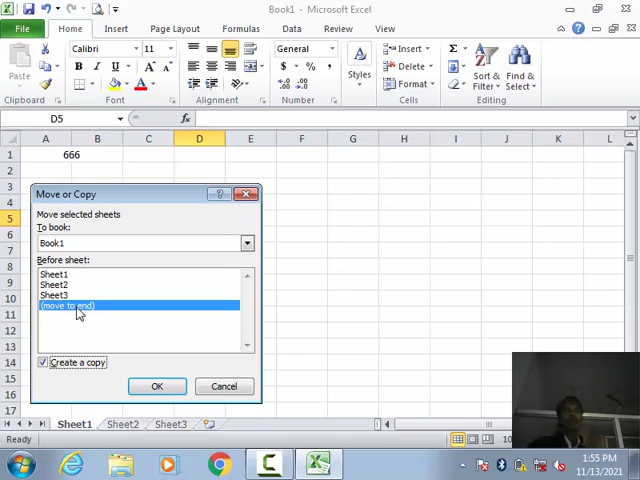 Book1 - Microsoft Excel
File Home Insert Page Layout Formulas Data Review View
Calibri 11 General Insert
Paste B I U Styles Delete Sort & Filter Find & Select
Format
Clipboard Font Alignment Number Cells Editing
D5 fx
A B C D E F G H I J K L
1 666
2
3
Move or Copy
4
Move selected sheets
5
To book:
6
Book1
7
Before sheet:
8
Sheet1
9
Sheet2
Sheet3
10
(move to end)
11
12
13
14
Create a copy
15
OK Cancel
16
17
Sheet1 Sheet2 Sheet3
Ready 10
1:55 PM
11/13/2021